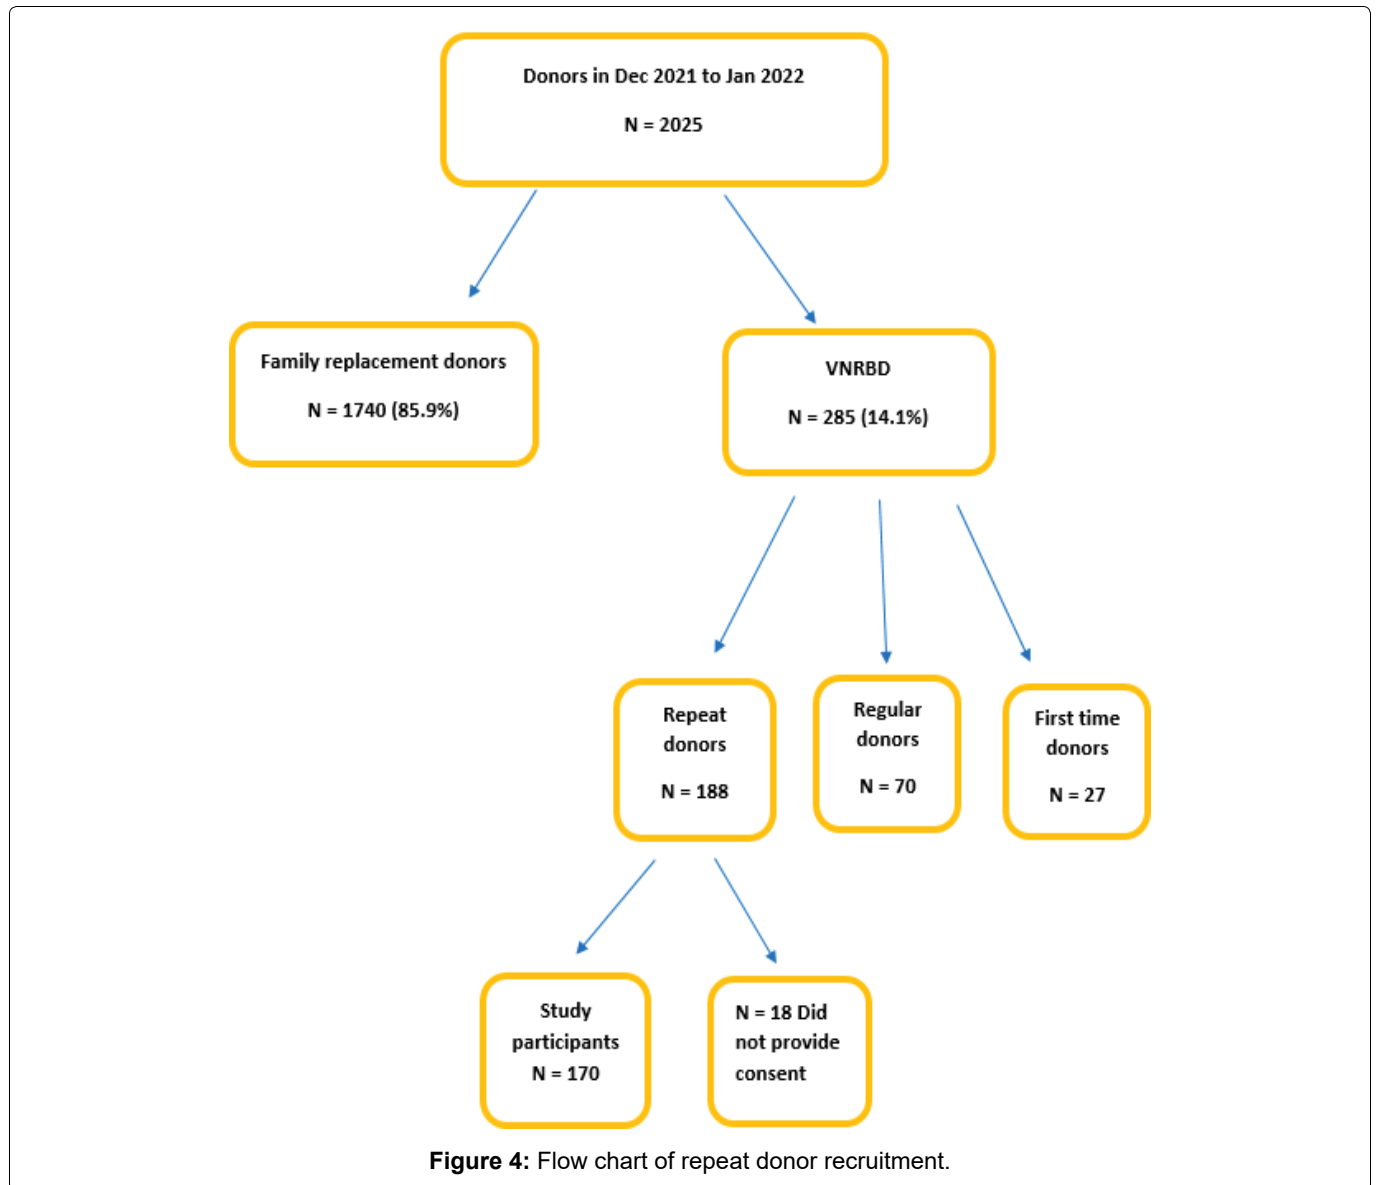 Donors in Dec 2021 to Jan 2022
N = 2025
Family replacement donors
N = 1740 (85.9%)
VNRBD
N = 285 (14.1%)
Repeat
donors
N = 188
Regular
donors
N = 70
First time
donors
N = 27
Study
participants
N = 170
N = 18 Did
not provide
consent
Figure 4: Flow chart of repeat donor recruitment.